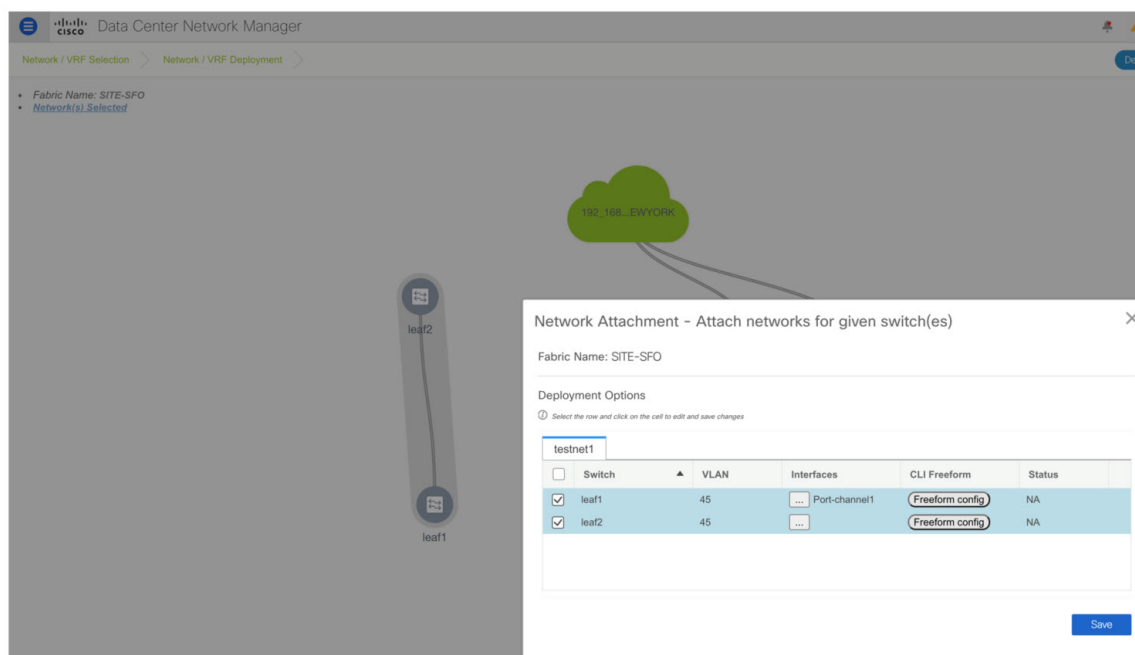 CISCO Data Center Network Manager
Network / VRF Selection Network / VRF Deployment
Fabric Name: SITE-SFO
Network(s) Selected
192_168...EWYORK
leaf2
leaf1
Network Attachment - Attach networks for given switch(es)
Fabric Name: SITE-SFO
Deployment Options
Select the row and click on the cell to edit and save changes
testnet1
Switch VLAN Interfaces CLI Freeform Status
leaf1 45 ... Port-channel1 Freeform config NA
leaf2 45 ... Freeform config NA
Save